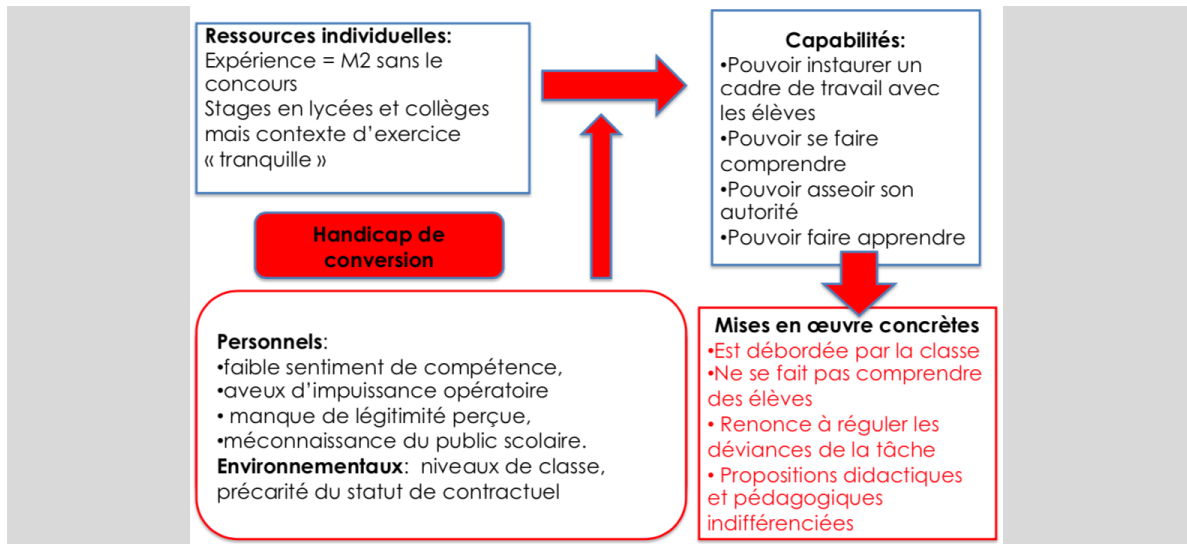 Ressources individuelles:
Expérience = M2 sans le
concours
Stages en lycées et collèges
mais contexte d'exercice
« tranquille »
Capabilités:
•Pouvoir instaurer un
cadre de travail avec
les élèves
•Pouvoir se faire
comprendre
•Pouvoir asseoir son
autorité
•Pouvoir faire apprendre
Handicap de
conversion
Personnels:
•faible sentiment de compétence,
•aveux d'impuissance opératoire
• manque de légitimité perçue,
•méconnaissance du public scolaire.
Environnementaux: niveaux de classe,
précarité du statut de contractuel
Mises en œuvre concrètes
•Est débordée par la classe
•Ne se fait pas comprendre
des élèves
• Renonce à réguler les
déviances de la tâche
• Propositions didactiques
et pédagogiques
indifférenciées